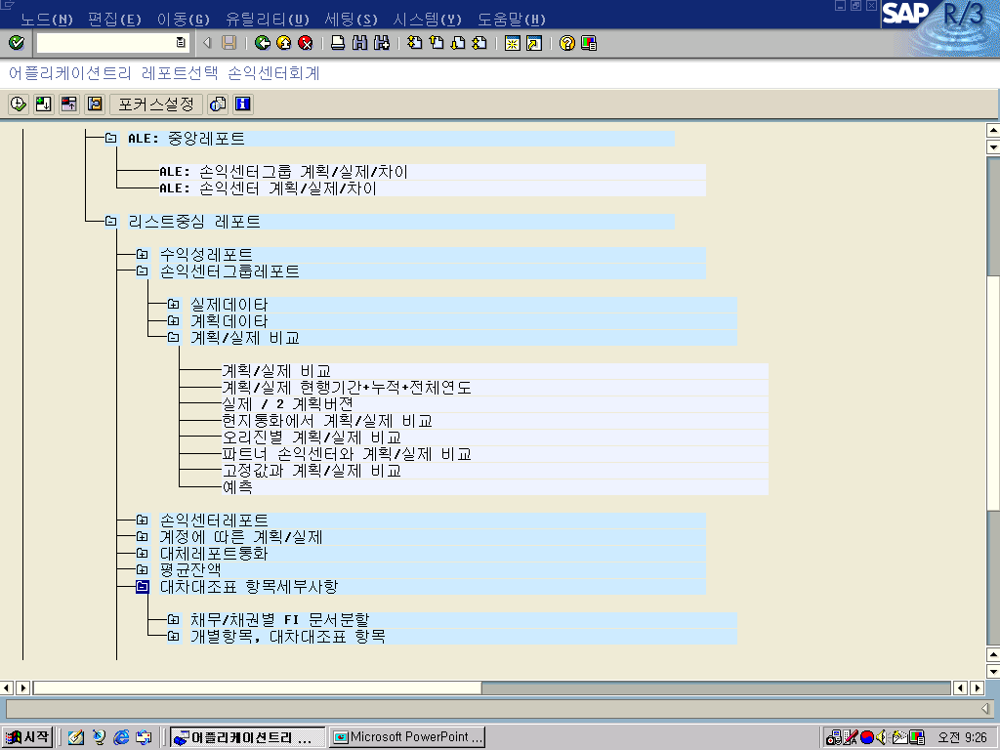 노드(N) 편집(E) 이동(G) 유틸리티(U) 세팅(S) 시스템(Y) 도움말(H)
SAP R/3
어플리케이션트리 레포트선택 손익센터회계
포커스설정
ALE: 중앙레포트
ALE: 손익센터그룹 계획/실제/차이
ALE: 손익센터 계획/실제/차이
리스트중심 레포트
수익성레포트
손익센터그룹레포트
실제데이타
계획데이타
계획/실제 비교
계획/실제 비교
계획/실제 현행기간+누적+전체연도
실제 / 2 계획버젼
현지통화에서 계획/실제 비교
오리진별 계획/실제 비교
파트너 손익센터와 계획/실제 비교
고정값과 계획/실제 비교
예측
손익센터레포트
계정에 따른 계획/실제
대체레포트통화
평균잔액
대차대조표 항목세부사항
채무/채권별 FI 문서분할
개별항목, 대차대조표 항목
시작 어플리케이션트리 ... Microsoft PowerPoint ... 오전 9:26